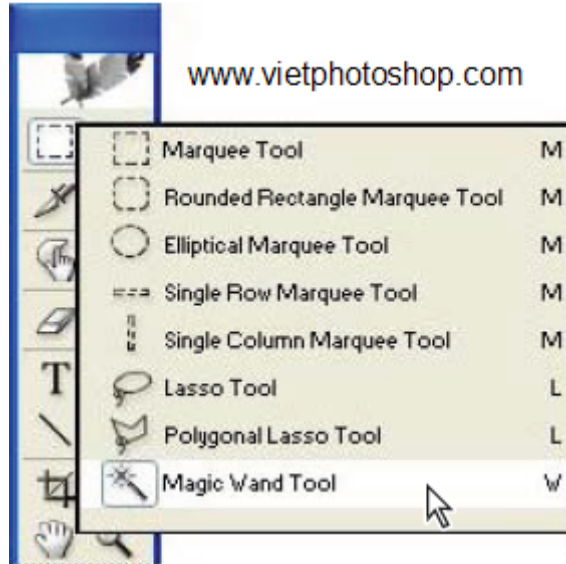 www.vietphotoshop.com
Marquee Tool M
Rounded Rectangle Marquee Tool M
Elliptical Marquee Tool M
Single Row Marquee Tool M
Single Column Marquee Tool M
Lasso Tool L
Polygonal Lasso Tool L
Magic Wand Tool W
T